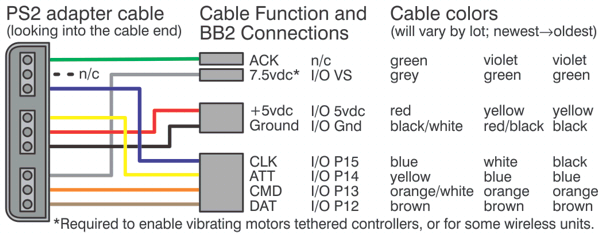 PS2 adapter cable Cable Function and Cable colors
(looking into the cable end) BB2 Connections (will vary by lot; newest→oldest)
ACK n/c green violet violet
n/c 7.5vdc* I/O VS grey green green
+5vdc I/O 5vdc red yellow yellow
Ground I/O Gnd black/white red/black black
CLK I/O P15 blue white black
ATT I/O P14 yellow blue blue
CMD I/O P13 orange/white orange orange
DAT I/O P12 brown brown brown
*Required to enable vibrating motors tethered controllers, or for some wireless units.